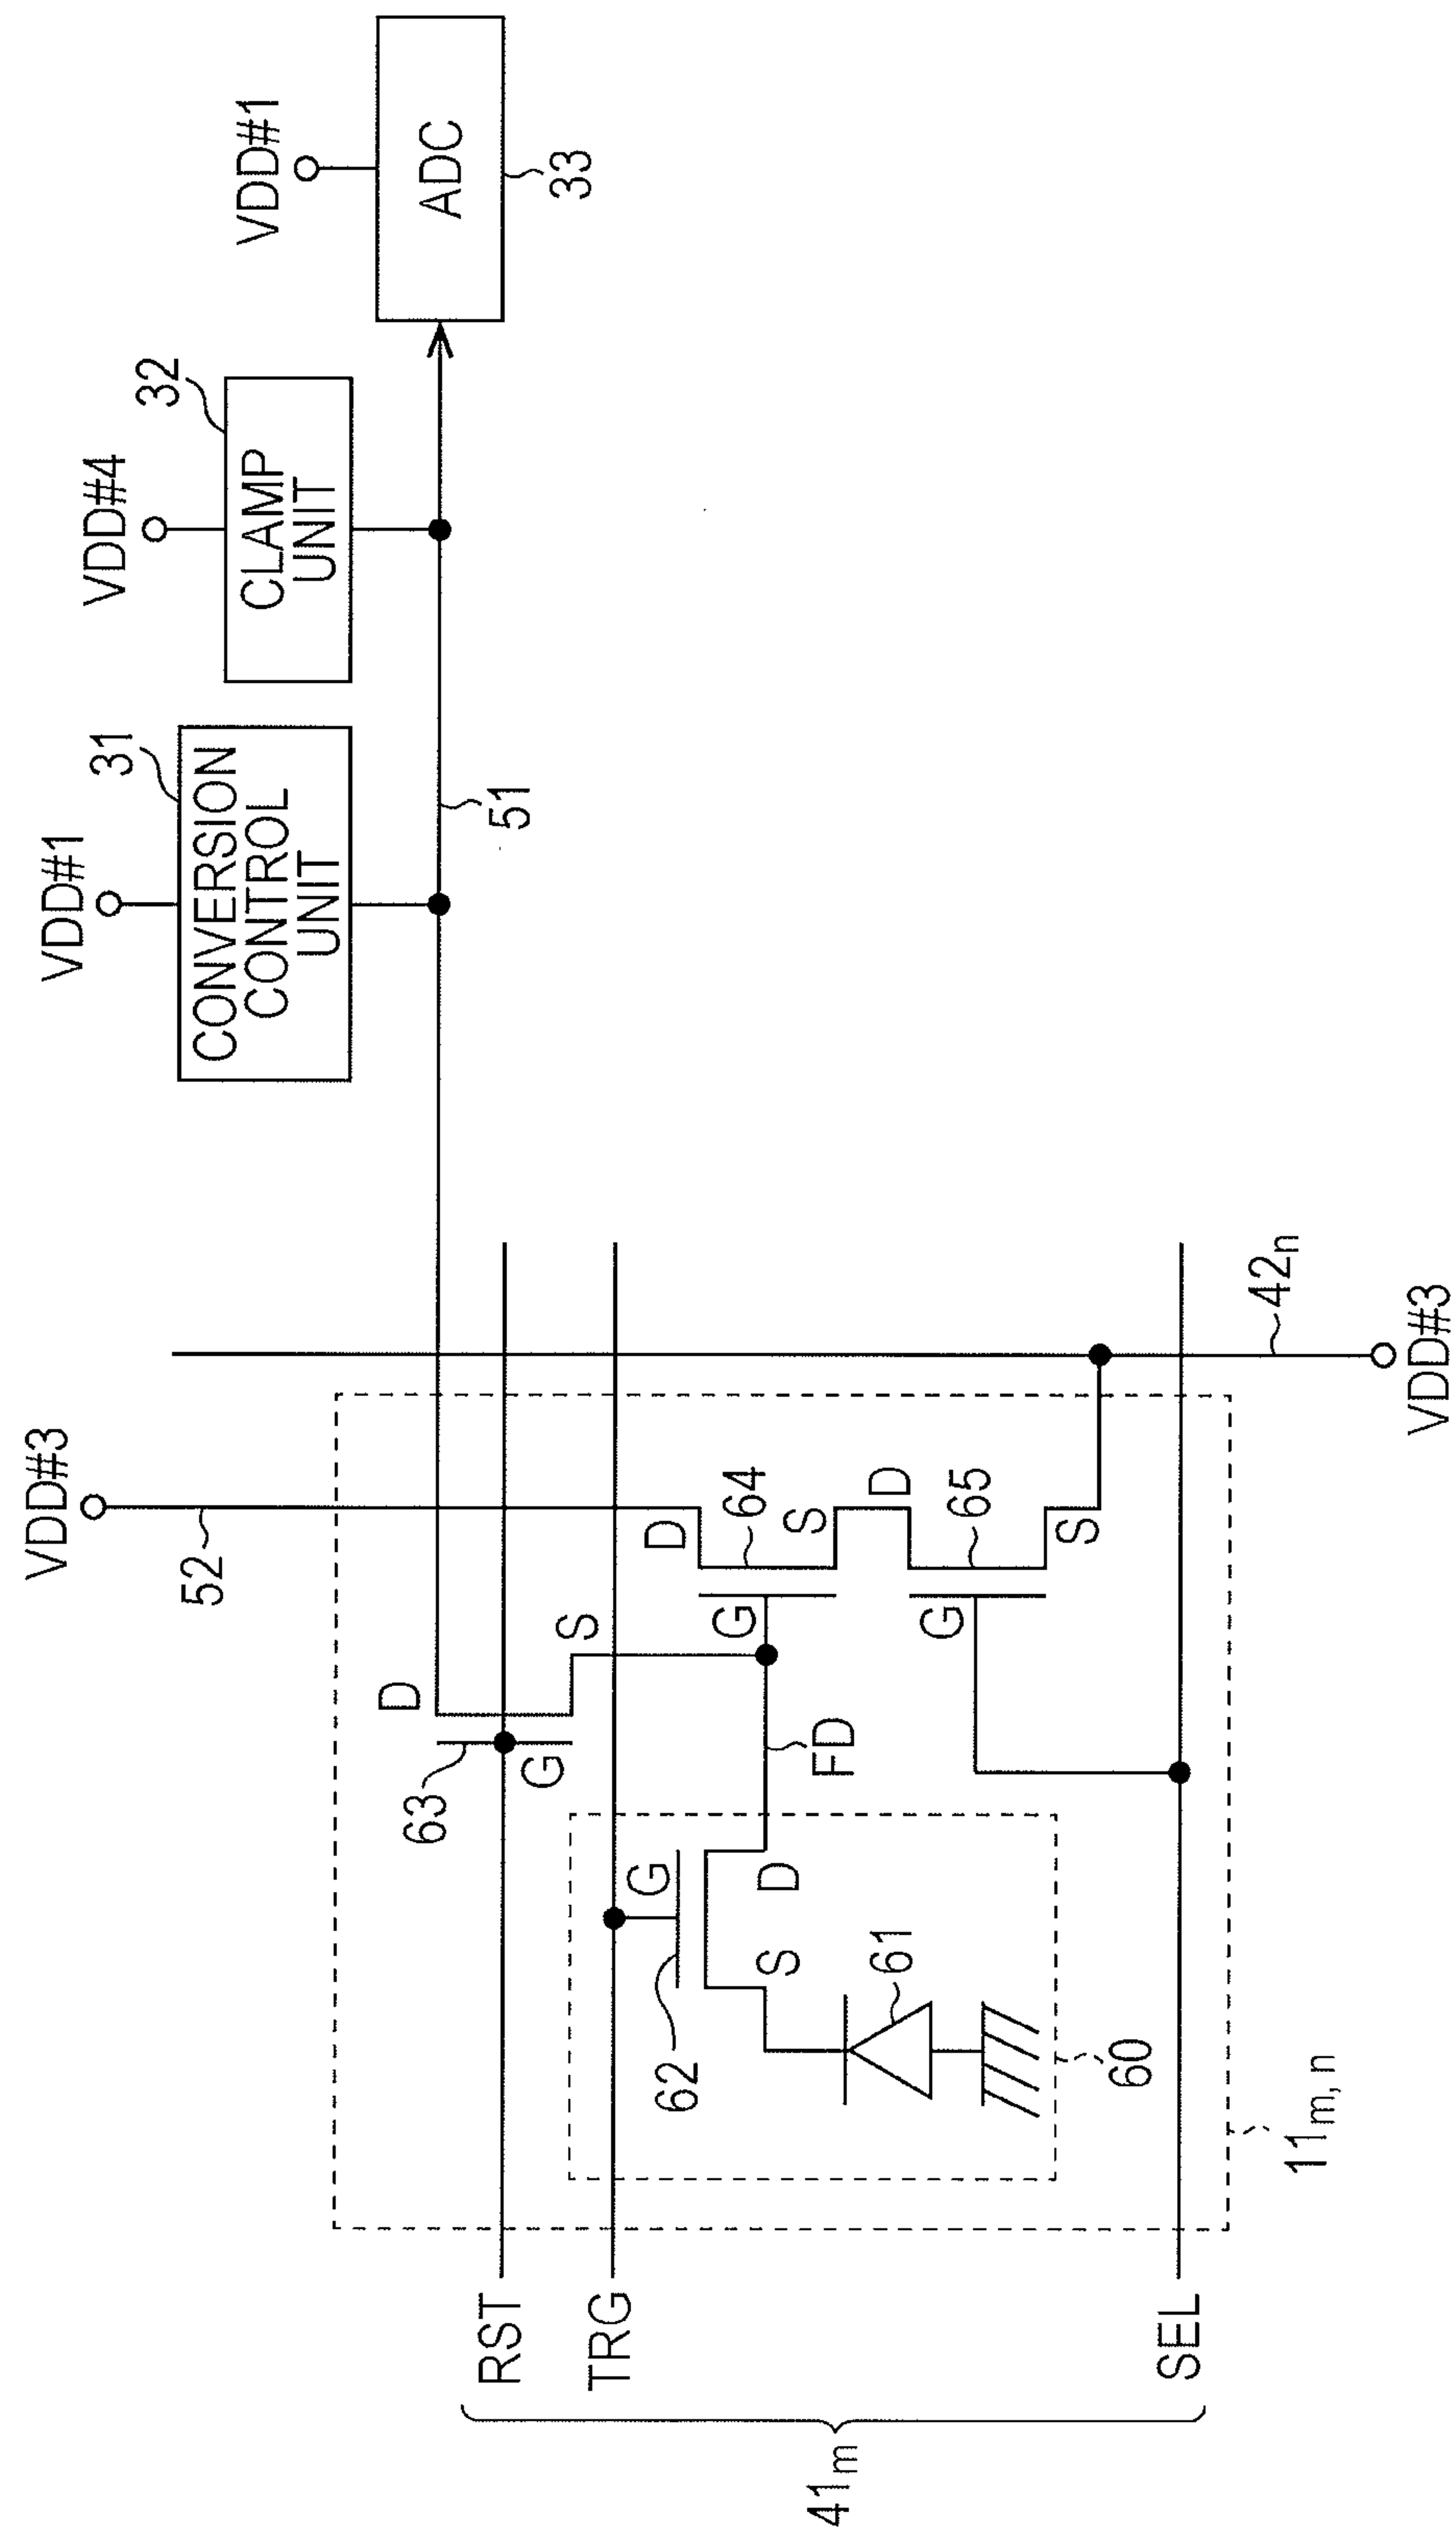 VDD#3
52
VDD#1
31
CONVERSION
CONTROL
UNIT
VDD#4
32
CLAMP
UNIT
VDD#1
ADC
33
51
RST
TRG
SEL
41m
63
D
G
S
62
G
S
D
61
60
FD
D
G
S
64
D
G
S
65
42n
VDD#3
11m, n